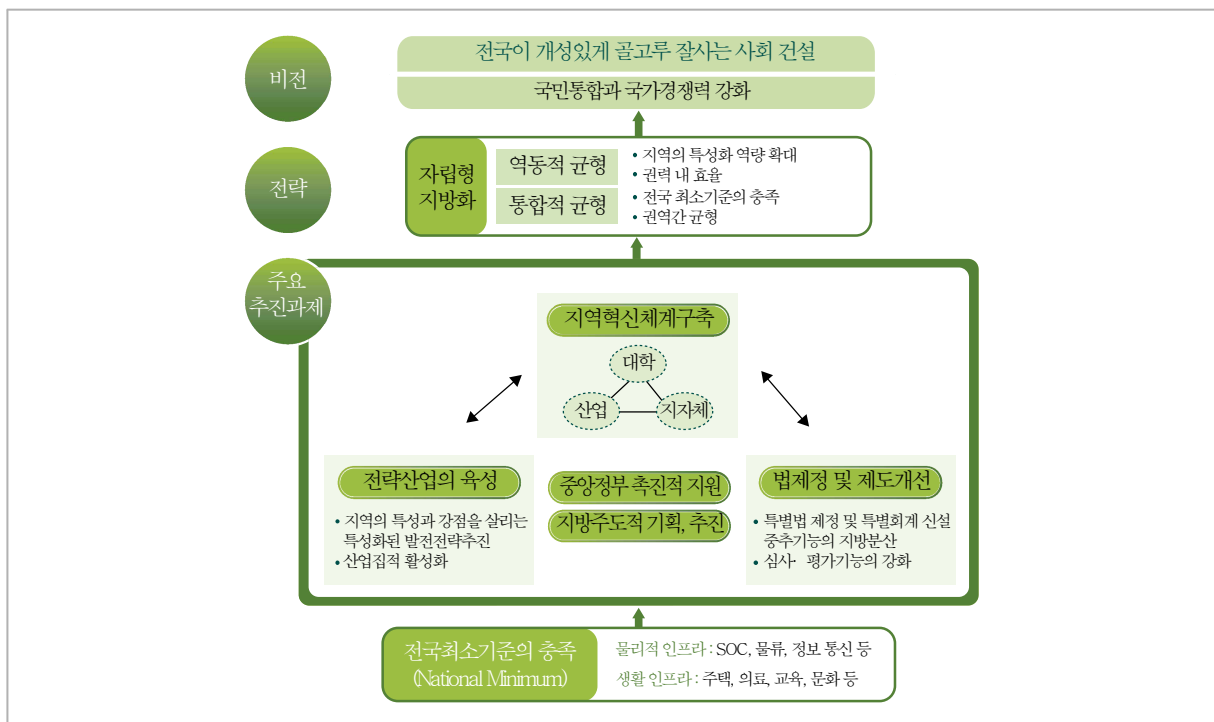 비전
전국이 개성있게 골고루 잘사는 사회 건설
국민통합과 국가경쟁력 강화
전략
자립형
지방화
역동적 균형
통합적 균형
• 지역의 특성화 역량 확대
• 권력 내 효율
• 전국 최소기준의 충족
• 권역간 균형
주요
추진과제
지역혁신체계구축
대학
산업
지자체
전략산업의 육성
• 지역의 특성과 강점을 살리는
특성화된 발전전략추진
• 산업집적 활성화
중앙정부 촉진적 지원
지방주도적 기획, 추진
법제정 및 제도개선
• 특별법 제정 및 특별회계 신설
중추기능의 지방분산
• 심사· 평가기능의 강화
전국최소기준의 충족
(National Minimum)
물리적 인프라 : SOC, 물류, 정보 통신 등
생활 인프라 : 주택, 의료, 교육, 문화 등